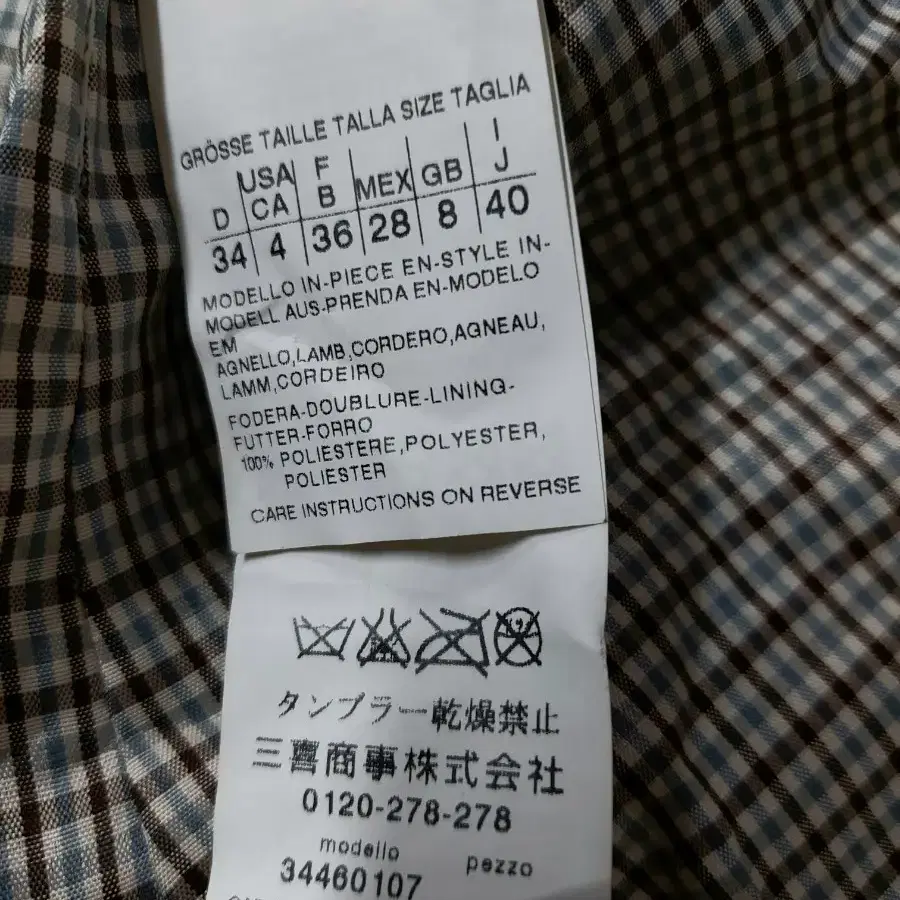 GRÖSSE TAILLE TALLA SIZE TAGLIA
D USA CA F B MEX GB I J
34 4 36 28 8 40
MODELLO IN-PIECE EN-STYLE IN-
MODELL AUS-PRENDA EN-MODELO
EM
AGNELLO,LAMB,CORDERO,AGNEAU,
LAMM,CORDEIRO
FODERA-DOUBLURE-LINING-
FUTTER-FORRO
100% POLIESTERE,POLYESTER,
POLIESTER
CARE INSTRUCTIONS ON REVERSE
タンブラー乾燥禁止
三喜商事株式会社
0120-278-278
modello pezzo
34460107